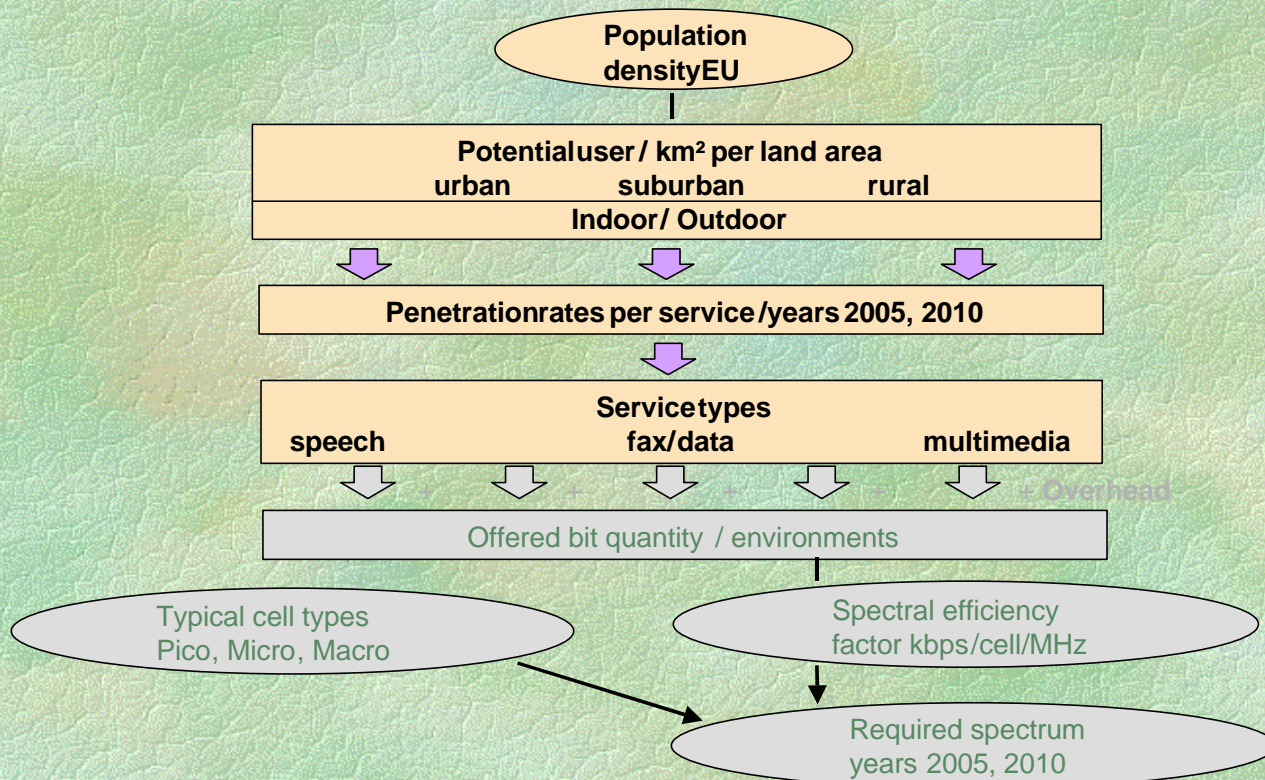 Population
densityEU
Potentialuser / km² per land area
urban suburban rural
Indoor/ Outdoor
Penetrationrates per service /years 2005, 2010
Servicetypes
speech fax/data multimedia
+ + + + + Overhead
Offered bit quantity / environments
Typical cell types
Pico, Micro, Macro
Spectral efficiency
factor kbps/cell/MHz
Required spectrum
years 2005, 2010